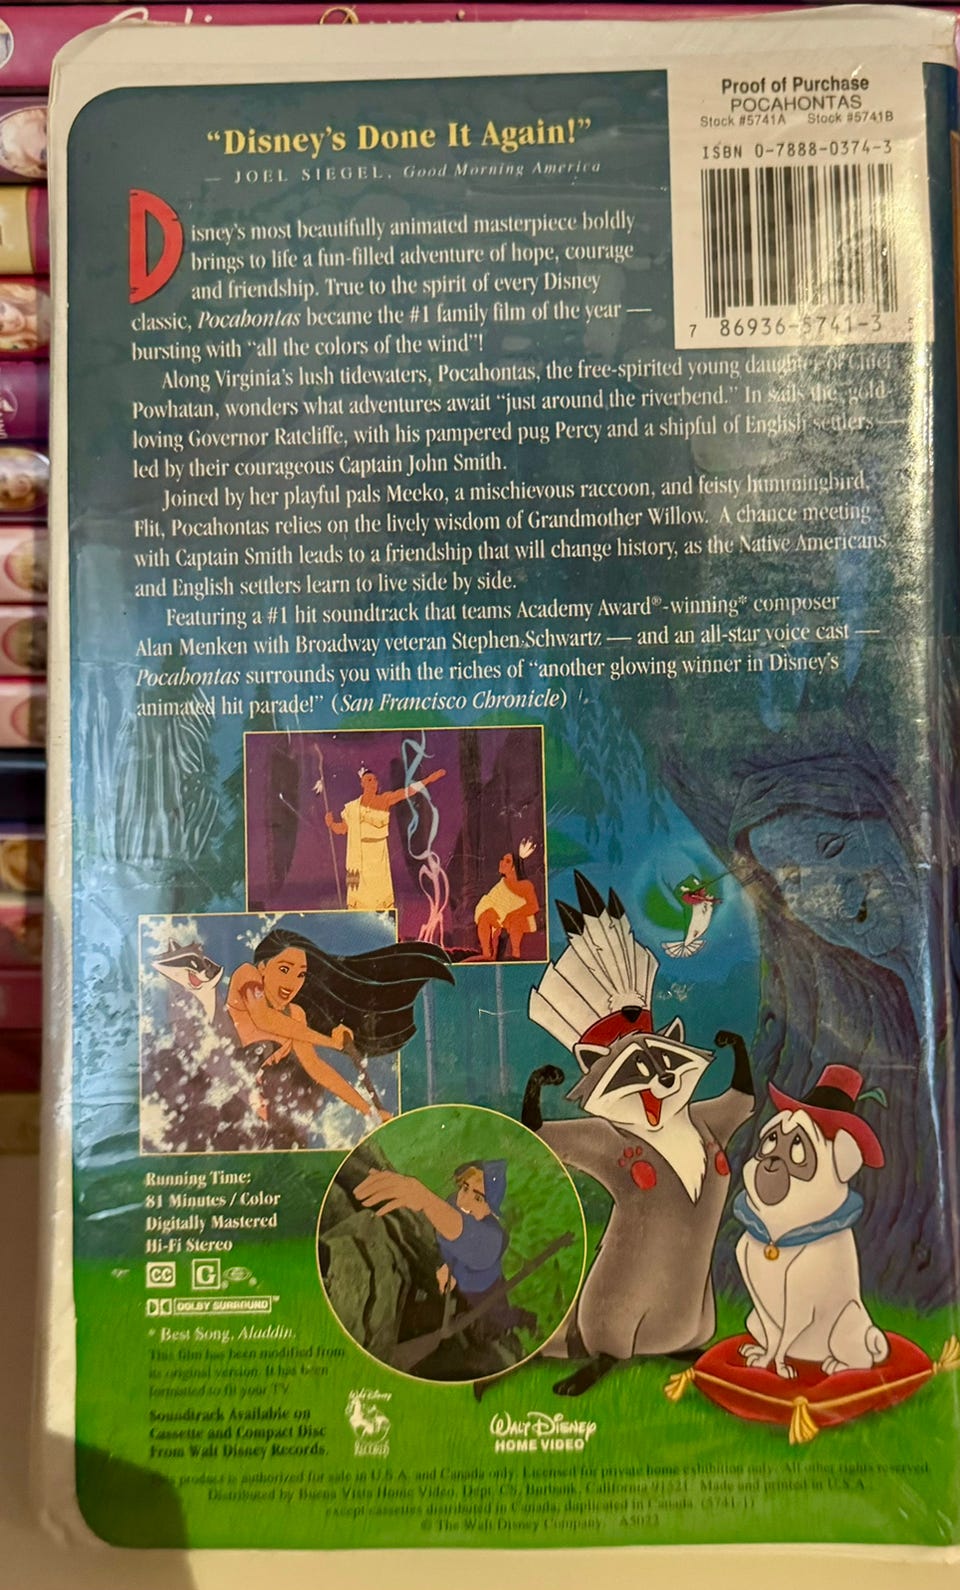 Proof of Purchase
POCAHONTAS
Stock #5741A Stock #5741B
ISBN 0-7888-0374-3
7 86936-5741-3 5
“Disney’s Done It Again!”
— JOEL SIEGEL, Good Morning America
Disney’s most beautifully animated masterpiece boldly
brings to life a fun-filled adventure of hope, courage
and friendship. True to the spirit of every Disney
classic, Pocahontas became the #1 family film of the year —
bursting with “all the colors of the wind”!
Along Virginia’s lush tidewaters, Pocahontas, the free-spirited young daughter of Chief
Powhatan, wonders what adventures await “just around the riverbend.” In sails the gold-
loving Governor Ratcliffe, with his pampered pug Percy and a shipful of English settlers —
led by their courageous Captain John Smith.
Joined by her playful pals Meeko, a mischievous raccoon, and feisty hummingbird,
Flit, Pocahontas relies on the lively wisdom of Grandmother Willow. A chance meeting
with Captain Smith leads to a friendship that will change history, as the Native Americans
and English settlers learn to live side by side.
Featuring a #1 hit soundtrack that teams Academy Award®-winning* composer
Alan Menken with Broadway veteran Stephen Schwartz — and an all-star voice cast —
Pocahontas surrounds you with the riches of “another glowing winner in Disney’s
animated hit parade!” (San Francisco Chronicle)
Running Time:
81 Minutes / Color
Digitally Mastered
Hi-Fi Stereo
CC G
DOLBY SURROUND™
* Best Song, Aladdin.
This film has been modified from
its original version. It has been
formatted to fit your TV.
Soundtrack Available on
Cassette and Compact Disc
From Walt Disney Records.
Walt Disney
RECORDS
WALT DISNEY
HOME VIDEO
This product is authorized for sale in U.S.A. and Canada only. Licensed for private home exhibition only. All other rights reserved.
Distributed by Buena Vista Home Video, Dept. CS, Burbank, California 91521. Made and printed in U.S.A.
except cassettes distributed in Canada, duplicated in Canada. (5741-1)
© The Walt Disney Company. A5022